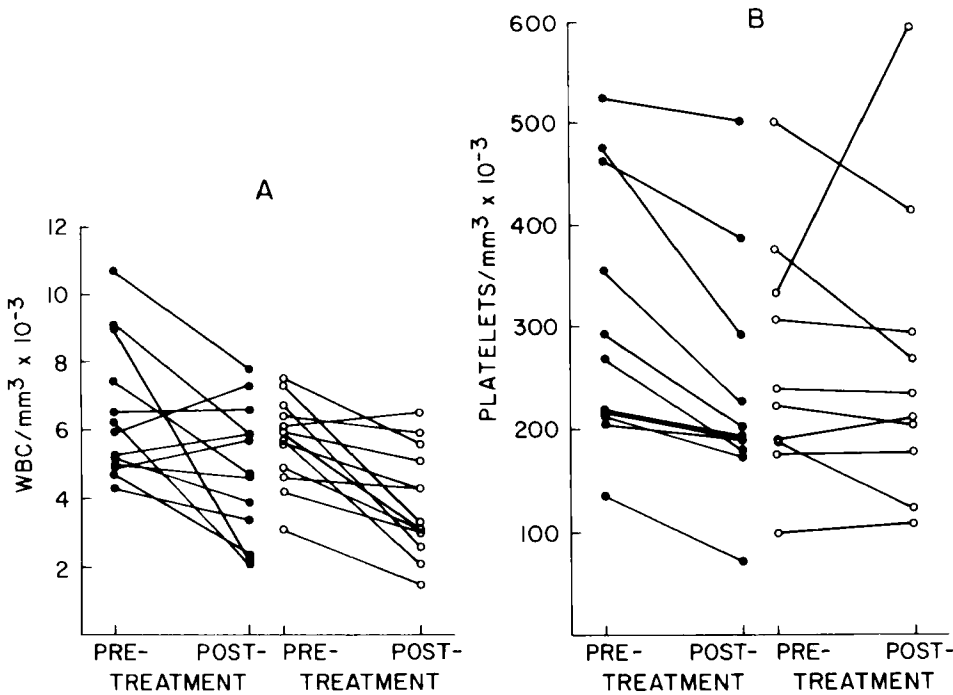 A
12
10
8
6
4
2
WBC/mm³ x 10⁻³
PRE- POST- PRE- POST-
TREATMENT TREATMENT
B
600
500
400
300
200
100
PLATELETS/mm³ x 10⁻³
PRE- POST- PRE- POST-
TREATMENT TREATMENT